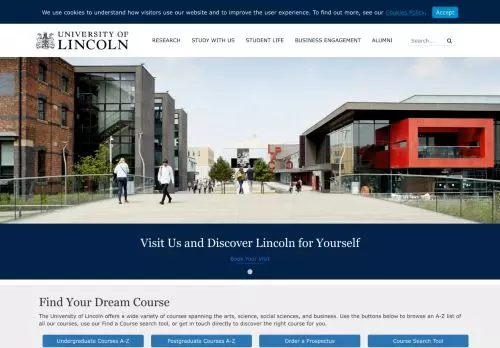 We use cookies to understand how visitors use our website and to improve the user experience. To find out more, see our Cookies Policy. Accept
UNIVERSITY OF
LINCOLN
RESEARCH STUDY WITH US STUDENT LIFE BUSINESS ENGAGEMENT ALUMNI Search...
Visit Us and Discover Lincoln for Yourself
Book Your Visit
Find Your Dream Course
The University of Lincoln offers a wide variety of courses spanning the arts, science, social sciences, and business. Use the buttons below to browse an A-Z list
of all our courses, use our Find a Course search tool, or get in touch directly to discover the right course for you.
Undergraduate Courses A-Z Postgraduate Courses A-Z Order a Prospectus Course Search Tool